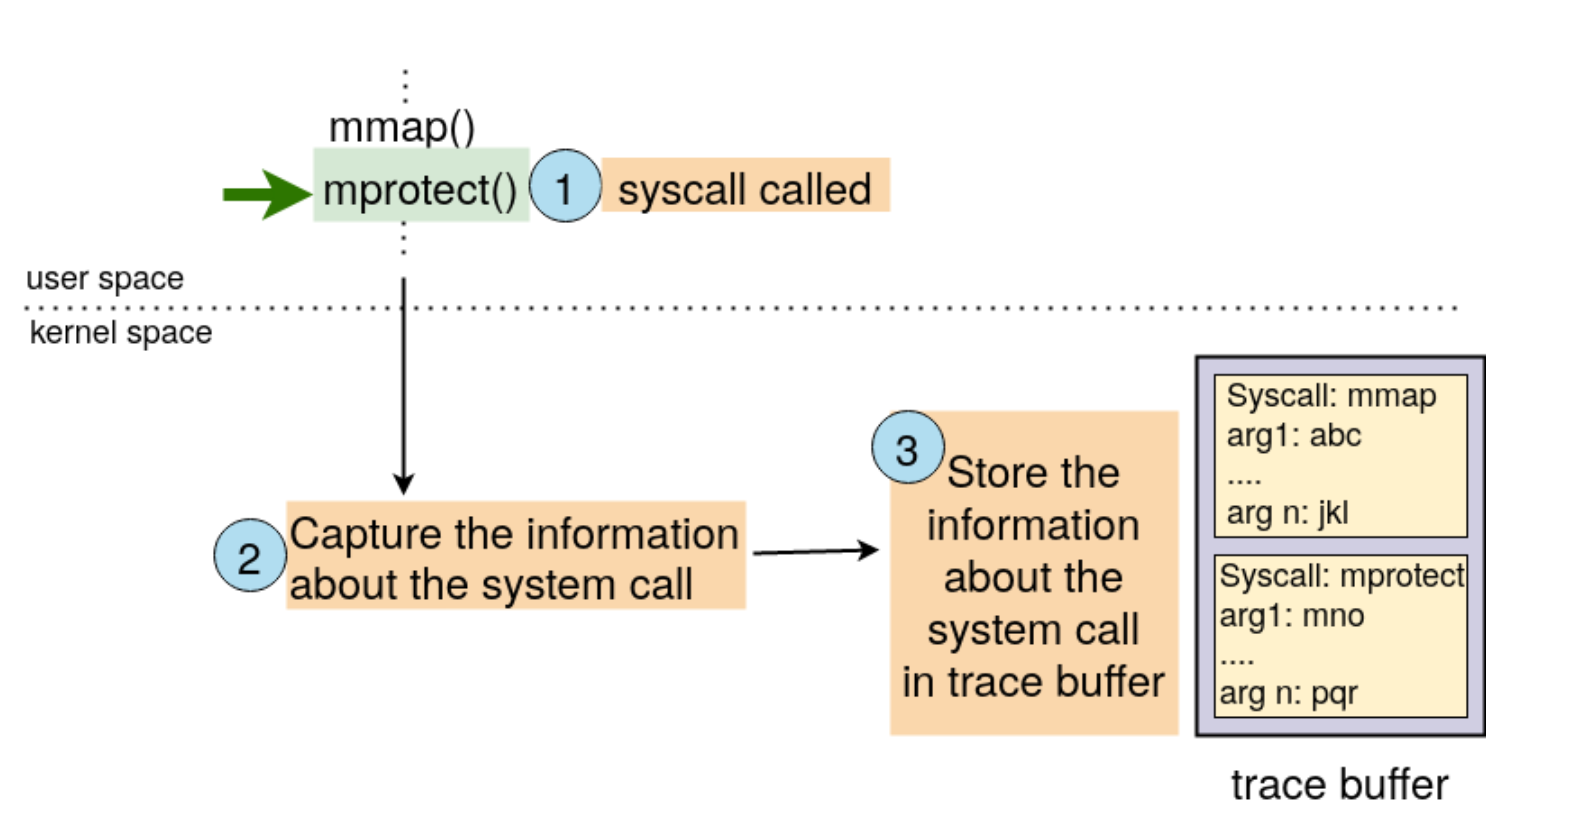 mmap()
mprotect()
1
syscall called
user space
kernel space
2
Capture the information
about the system call
3
Store the
information
about the
system call
in trace buffer
Syscall: mmap
arg1: abc
....
arg n: jkl
Syscall: mprotect
arg1: mno
....
arg n: pqr
trace buffer